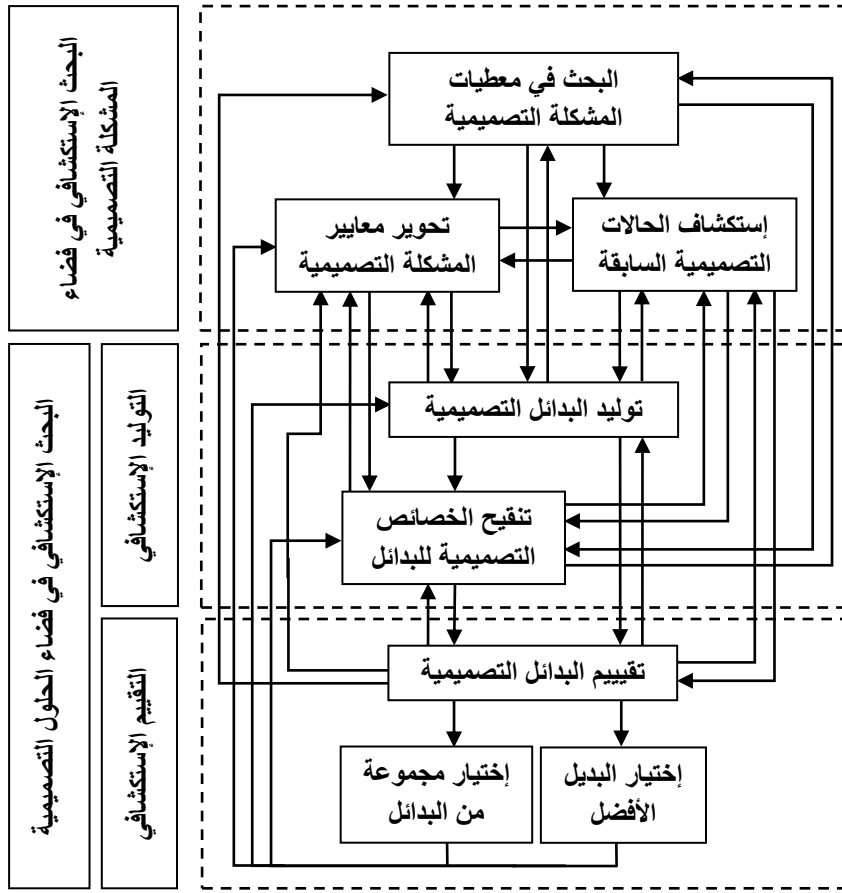 البحث في معطيات
المشكلة التصميمية
إستكشاف الحالات
التصميمية السابقة
تحوير معايير
المشكلة التصميمية
توليد البدائل التصميمية
تنقيح الخصائص
التصميمية للبدائل
تقيييم البدائل التصميمية
إختيار البديل
الأفضل
إختيار مجموعة
من البدائل
البحث الإستكشافي في فضاء
المشكلة التصميمية
التوليد الإستكشافي
التقييم الإستكشافي
البحث الإستكشافي في فضاء الحلول التصميمية